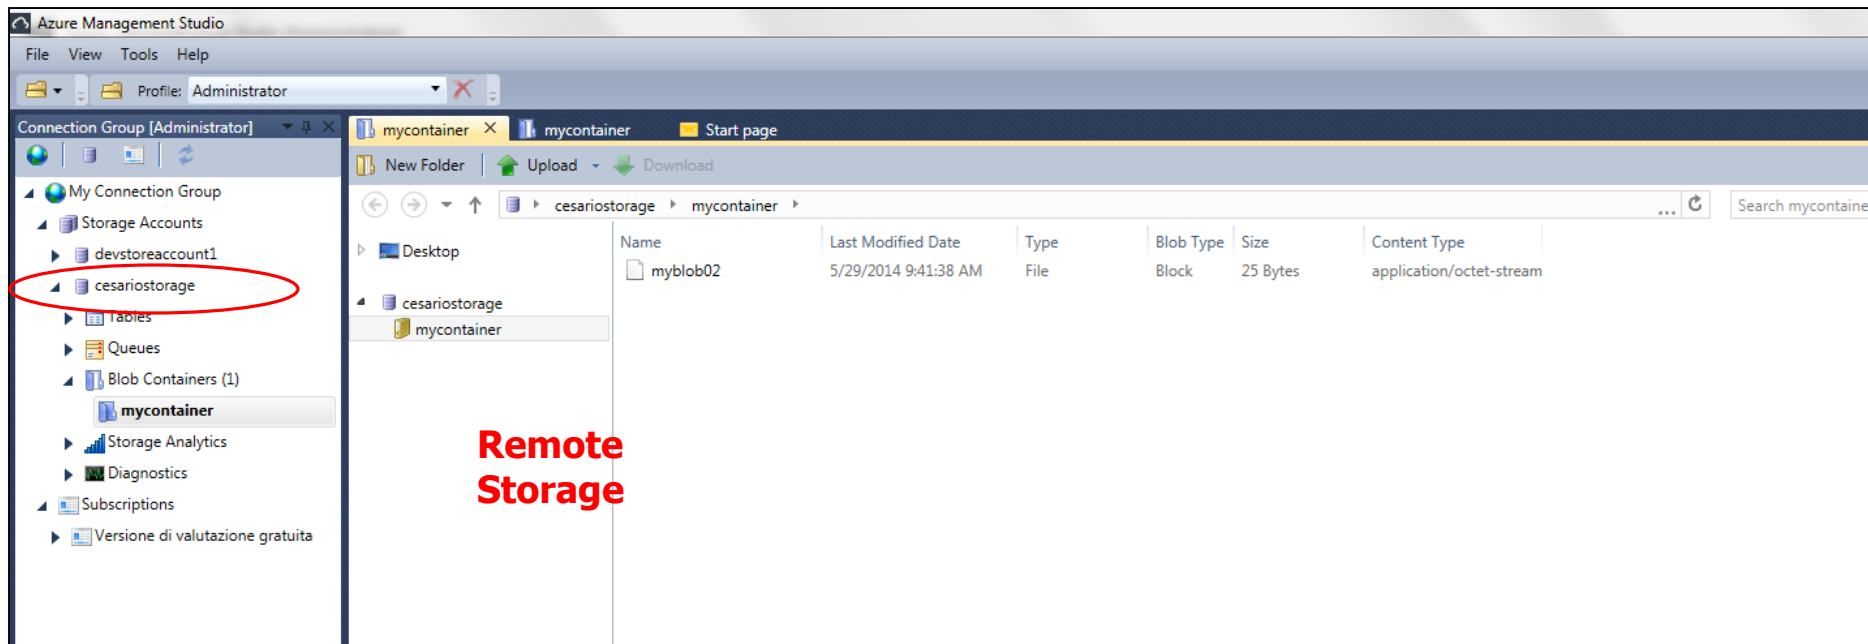 Azure Management Studio
File View Tools Help
Profile: Administrator
Connection Group [Administrator]
My Connection Group
Storage Accounts
devstoreaccount1
cesariostorage
Tables
Queues
Blob Containers (1)
mycontainer
Storage Analytics
Diagnostics
Subscriptions
Versione di valutazione gratuita
mycontainer mycontainer Start page
New Folder Upload Download
cesariostorage mycontainer ... Search mycontaine
Desktop
cesariostorage
mycontainer
Name Last Modified Date Type Blob Type Size Content Type
myblob02 5/29/2014 9:41:38 AM File Block 25 Bytes application/octet-stream
Remote
Storage